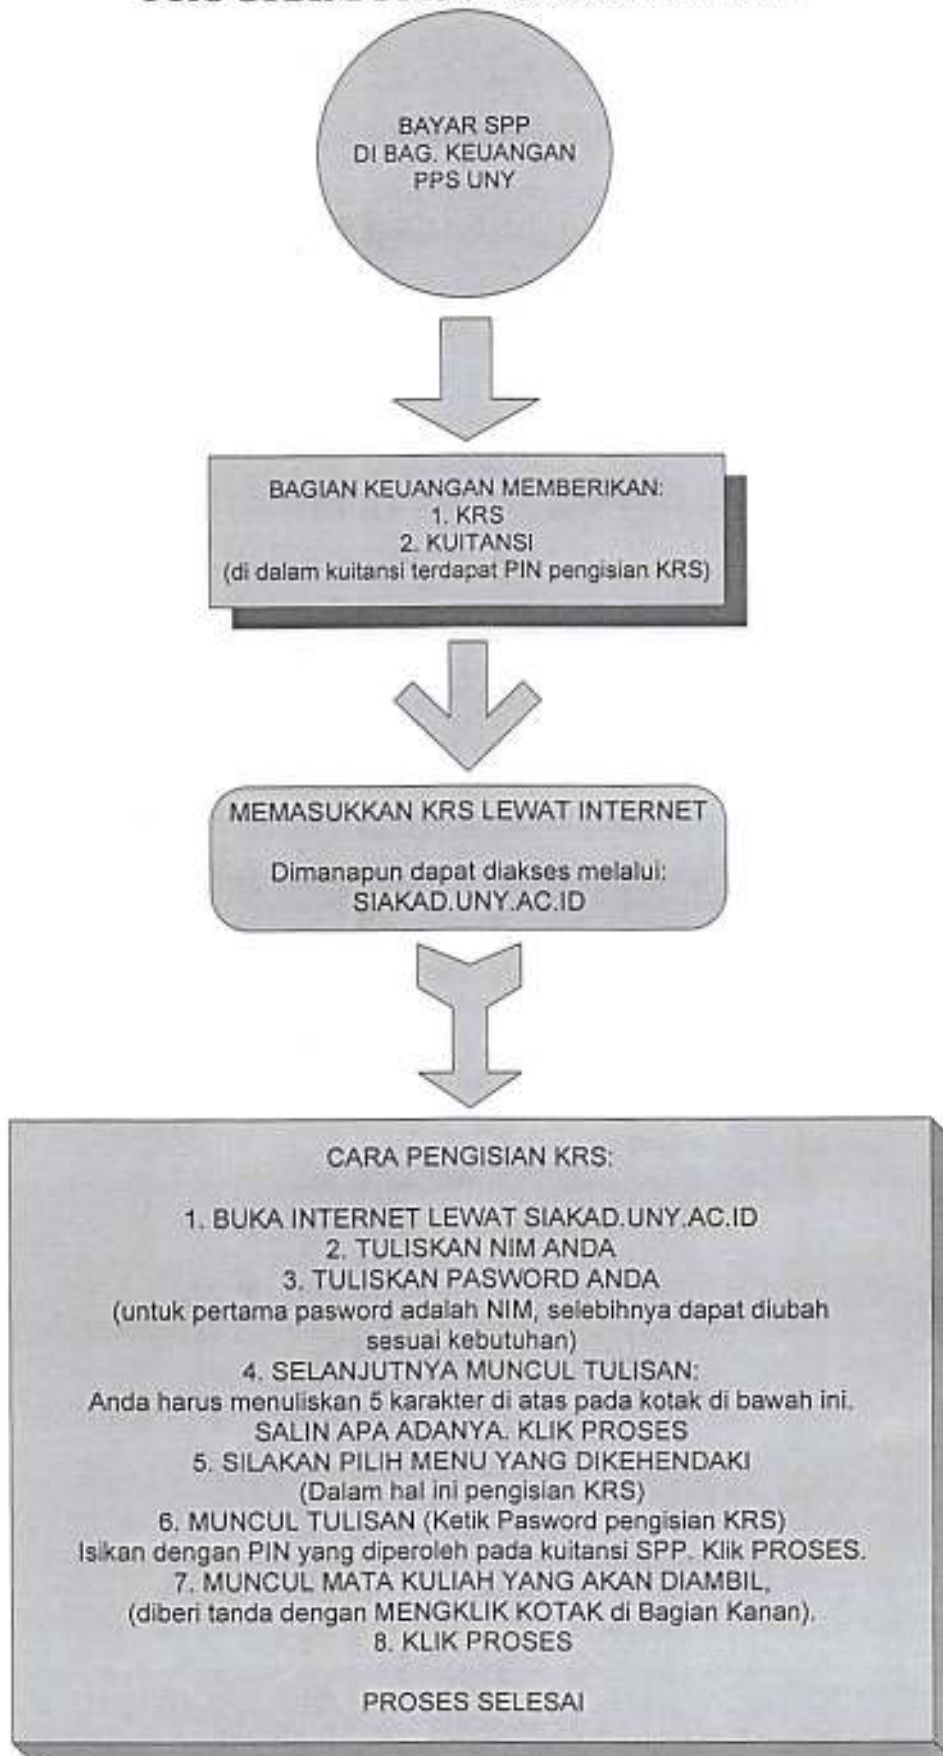 BAYAR SPP
DI BAG. KEUANGAN
PPS UNY
BAGIAN KEUANGAN MEMBERIKAN:
1. KRS
2. KUITANSI
(di dalam kuitansi terdapat PIN pengisian KRS)
MEMASUKKAN KRS LEWAT INTERNET
Dimanapun dapat diakses melalui:
SIAKAD.UNY.AC.ID
CARA PENGISIAN KRS:
1. BUKA INTERNET LEWAT SIAKAD.UNY.AC.ID
2. TULISKAN NIM ANDA
3. TULISKAN PASWORD ANDA
(untuk pertama pasword adalah NIM, selebihnya dapat diubah
sesuai kebutuhan)
4. SELANJUTNYA MUNCUL TULISAN:
Anda harus menuliskan 5 karakter di atas pada kotak di bawah ini.
SALIN APA ADANYA. KLIK PROSES
5. SILAKAN PILIH MENU YANG DIKEHENDAKI
(Dalam hal ini pengisian KRS)
6. MUNCUL TULISAN (Ketik Pasword pengisian KRS)
Isikan dengan PIN yang diperoleh pada kuitansi SPP. Klik PROSES.
7. MUNCUL MATA KULIAH YANG AKAN DIAMBIL,
(diberi tanda dengan MENGKLIK KOTAK di Bagian Kanan).
8. KLIK PROSES
PROSES SELESAI